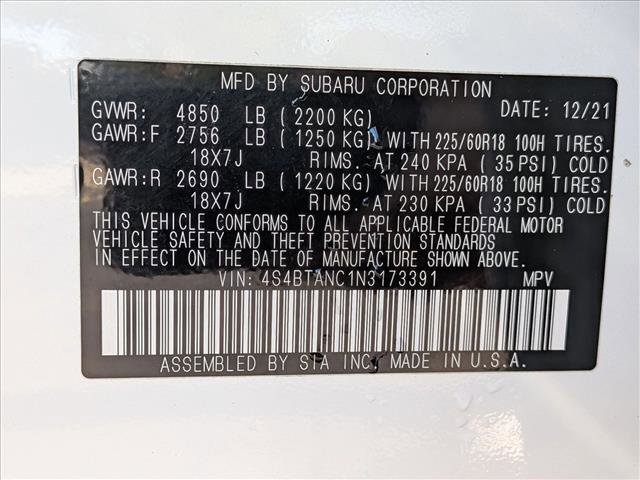 MFD BY SUBARU CORPORATION
GVWR: 4850 LB ( 2200 KG) DATE: 12/21
GAWR:F 2756 LB ( 1250 KG) WITH 225/60R18 100H TIRES.
18X7J RIMS. AT 240 KPA ( 35 PSI) COLD
GAWR:R 2690 LB ( 1220 KG) WITH 225/60R18 100H TIRES.
18X7J RIMS. AT 230 KPA ( 33 PSI) COLD
THIS VEHICLE CONFORMS TO ALL APPLICABLE FEDERAL MOTOR
VEHICLE SAFETY AND THEFT PREVENTION STANDARDS
IN EFFECT ON THE DATE OF MANUFACTURE SHOWN ABOVE.
VIN: 4S4BTANC1N3173391 MPV
ASSEMBLED BY SIA INC. MADE IN U.S.A.